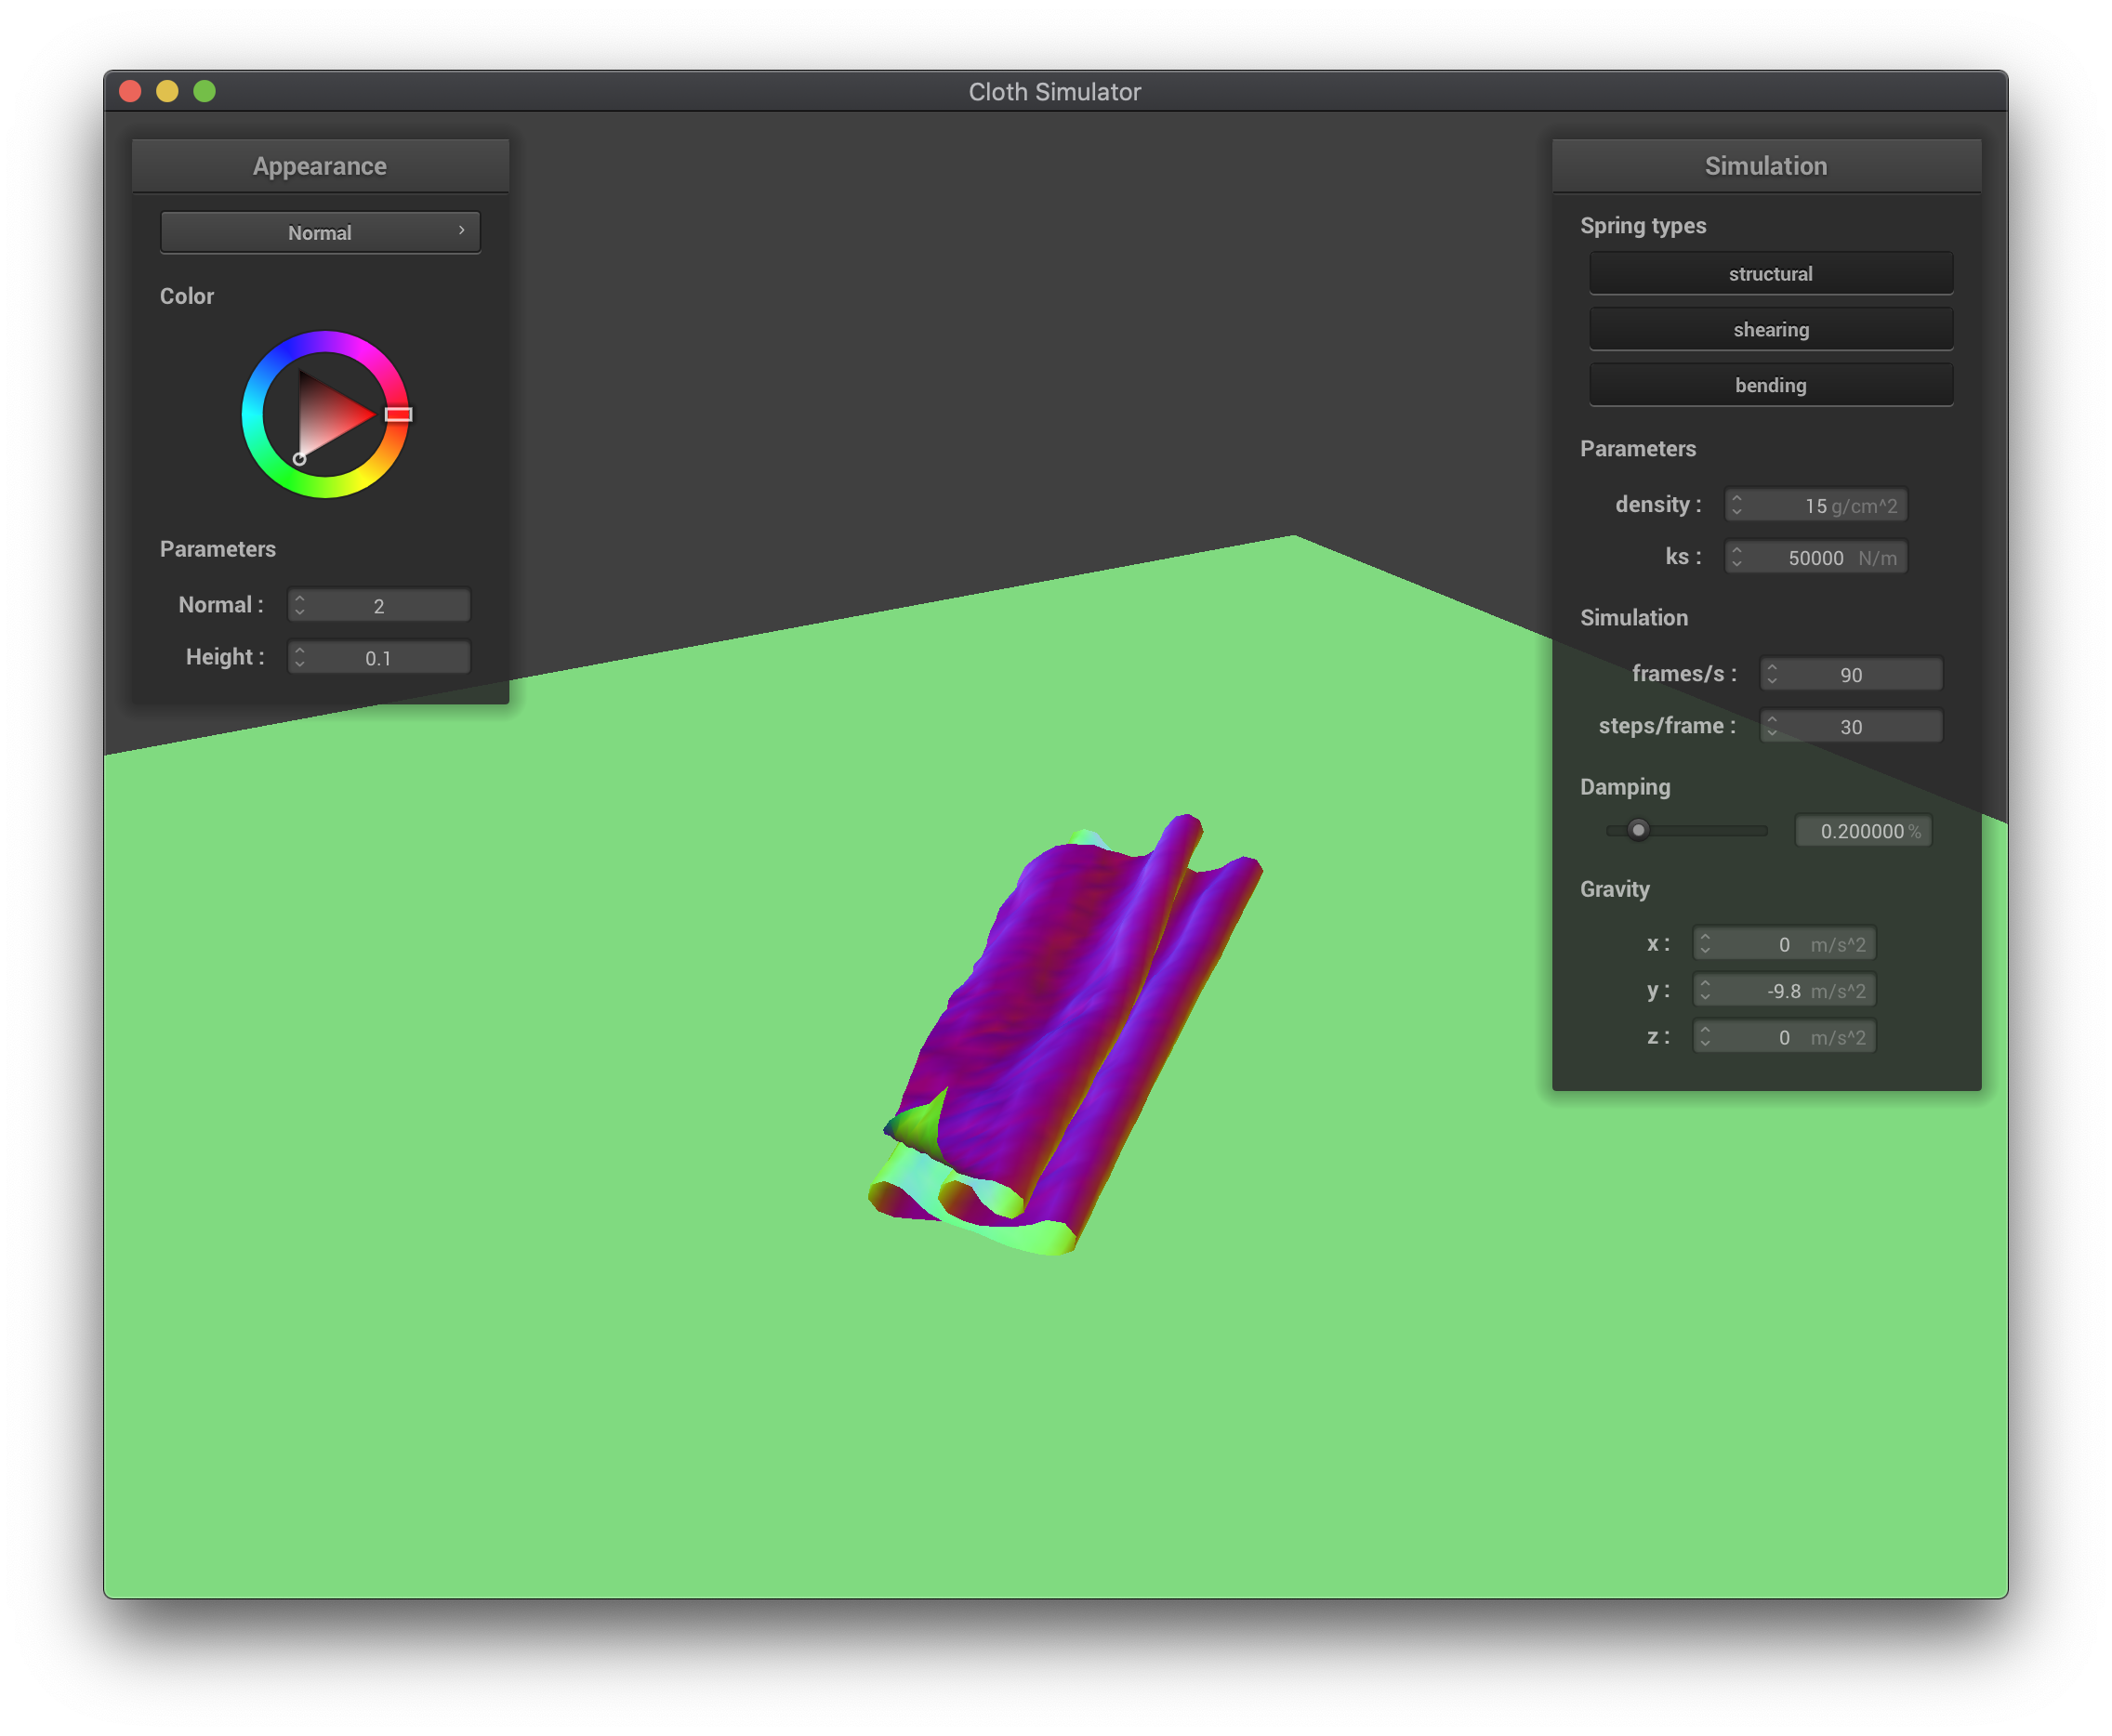 Cloth Simulator
Appearance
Normal
Color
Parameters
Normal : 2
Height : 0.1
Simulation
Spring types
structural
shearing
bending
Parameters
density : 15 g/cm^2
ks : 50000 N/m
Simulation
frames/s : 90
steps/frame : 30
Damping
0.200000 %
Gravity
x : 0 m/s^2
y : -9.8 m/s^2
z : 0 m/s^2